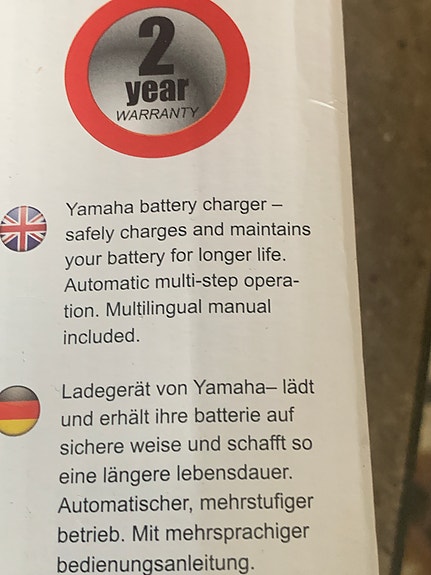 2
year
WARRANTY
Yamaha battery charger –
safely charges and maintains
your battery for longer life.
Automatic multi-step opera-
tion. Multilingual manual
included.
Ladegerät von Yamaha– lädt
und erhält ihre batterie auf
sichere weise und schafft so
eine längere lebensdauer.
Automatischer, mehrstufiger
betrieb. Mit mehrsprachiger
bedienungsanleitung.